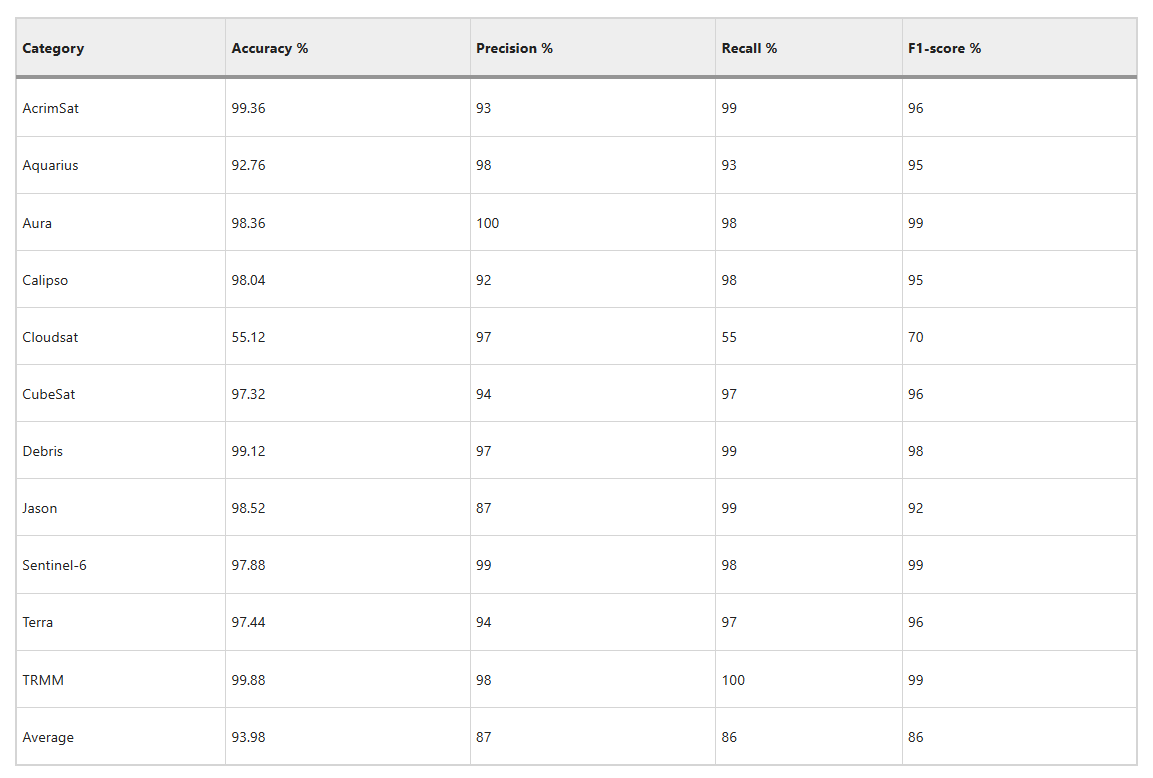 Category Accuracy % Precision % Recall % F1-score %
AcrimSat 99.36 93 99 96
Aquarius 92.76 98 93 95
Aura 98.36 100 98 99
Calipso 98.04 92 98 95
Cloudsat 55.12 97 55 70
CubeSat 97.32 94 97 96
Debris 99.12 97 99 98
Jason 98.52 87 99 92
Sentinel-6 97.88 99 98 99
Terra 97.44 94 97 96
TRMM 99.88 98 100 99
Average 93.98 87 86 86